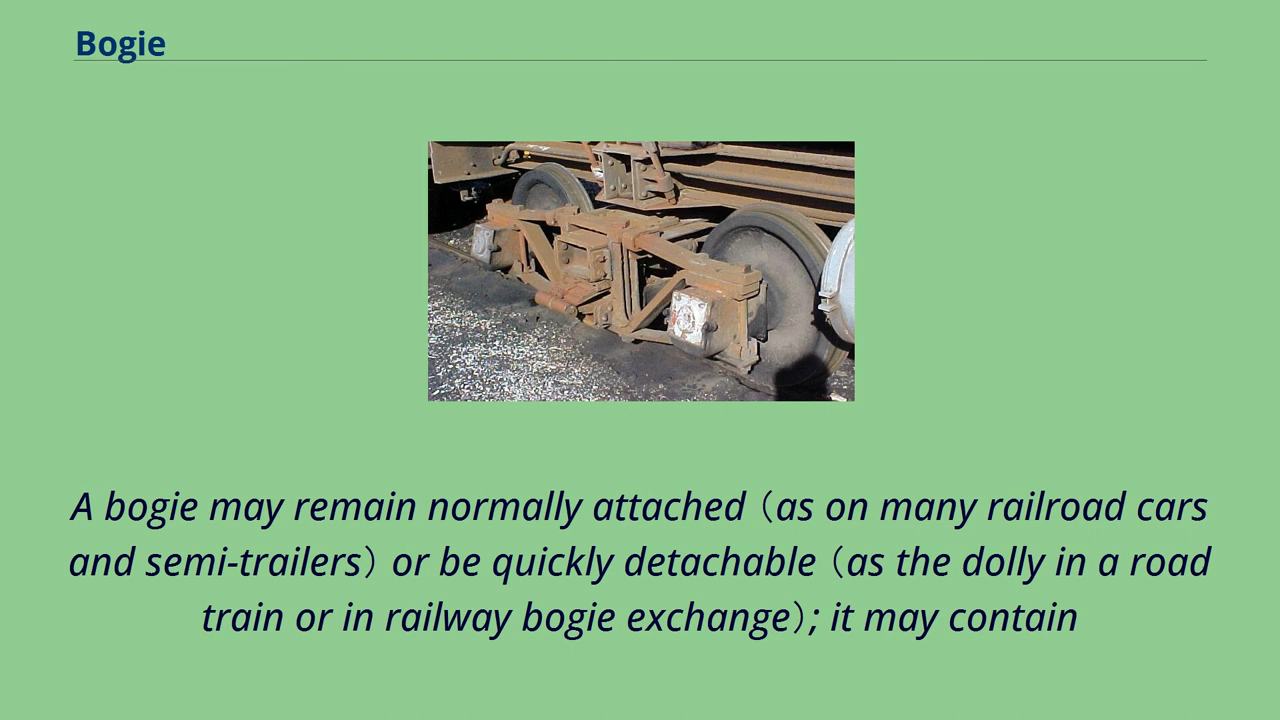 Bogie
A bogie may remain normally attached (as on many railroad cars
and semi-trailers) or be quickly detachable (as the dolly in a road
train or in railway bogie exchange); it may contain